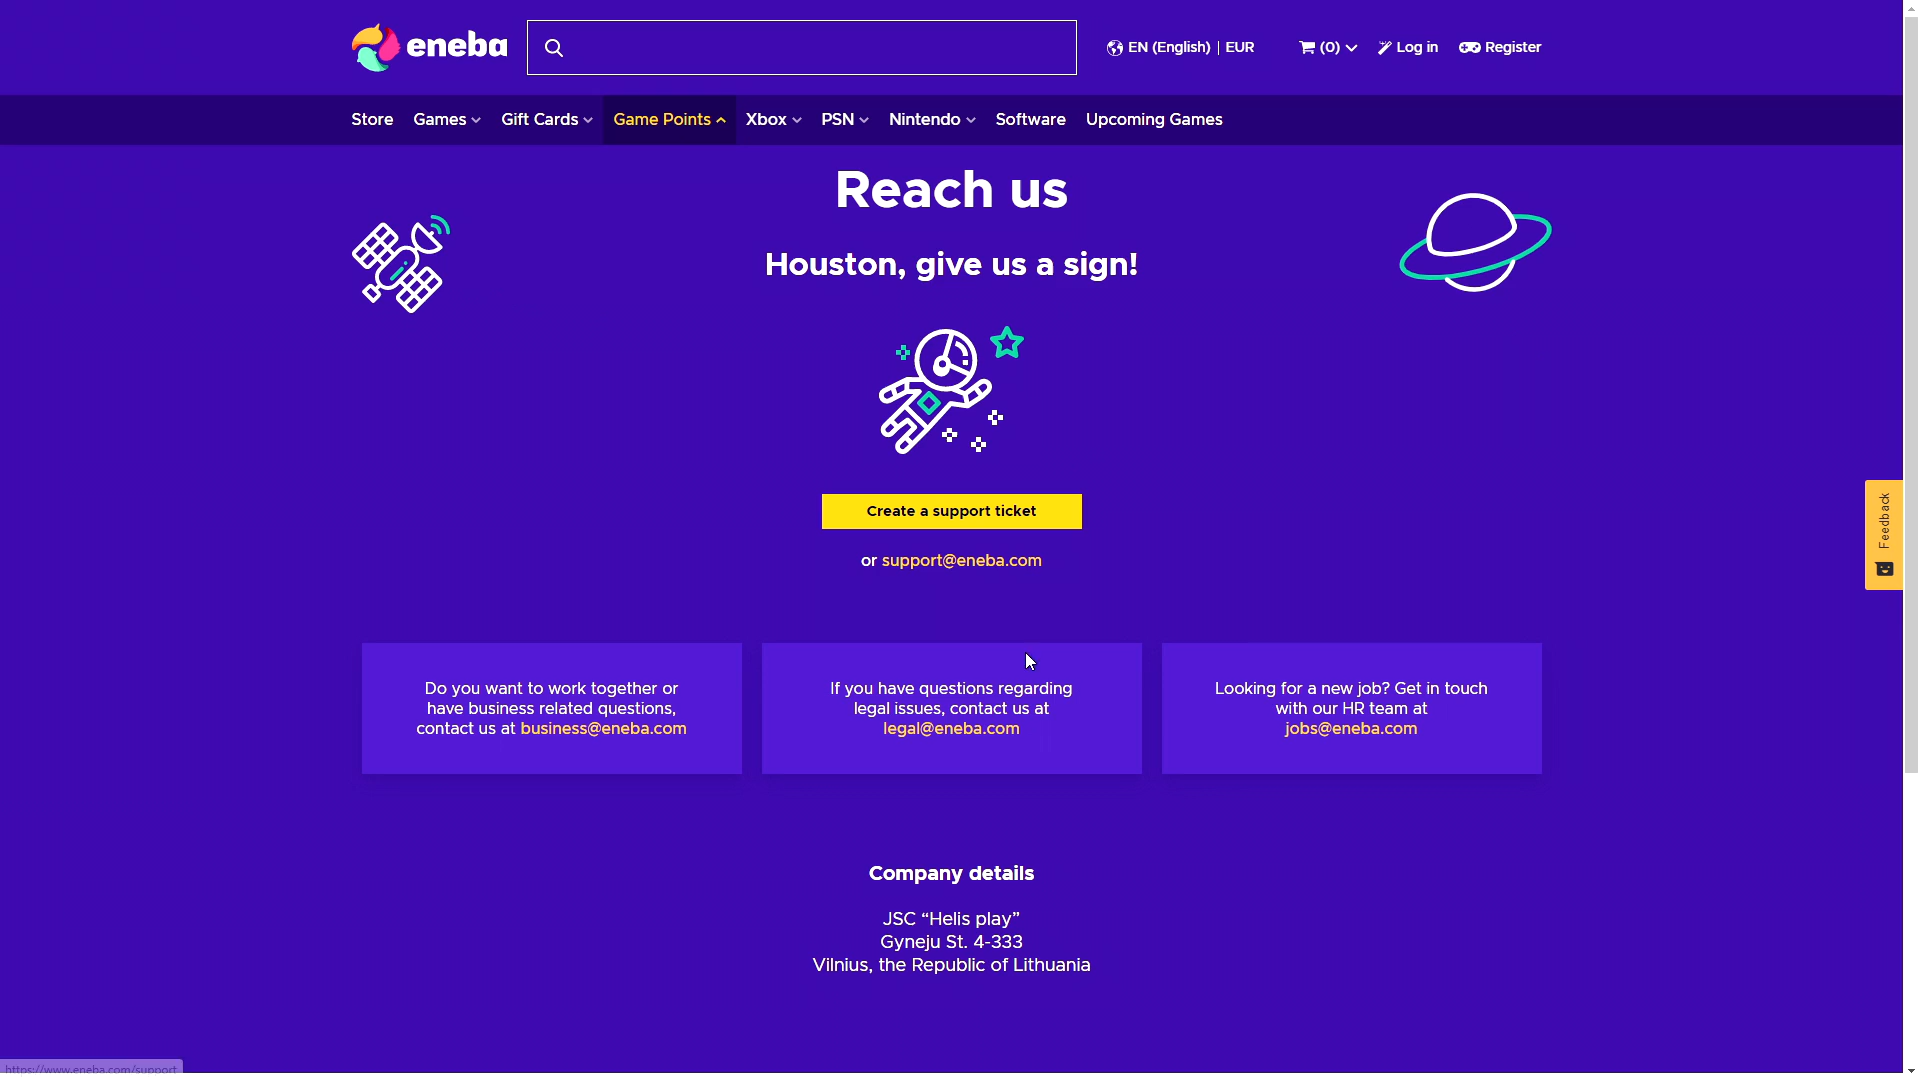 eneba
EN (English) | EUR
(0)
Log in
Register
Store
Games
Gift Cards
Game Points
Xbox
PSN
Nintendo
Software
Upcoming Games
Reach us
Houston, give us a sign!
Create a support ticket
or support@eneba.com
Feedback
Do you want to work together or
have business related questions,
contact us at business@eneba.com
If you have questions regarding
legal issues, contact us at
legal@eneba.com
Looking for a new job? Get in touch
with our HR team at
jobs@eneba.com
Company details
JSC “Helis play”
Gyneju St. 4-333
Vilnius, the Republic of Lithuania
https://www.eneba.com/support